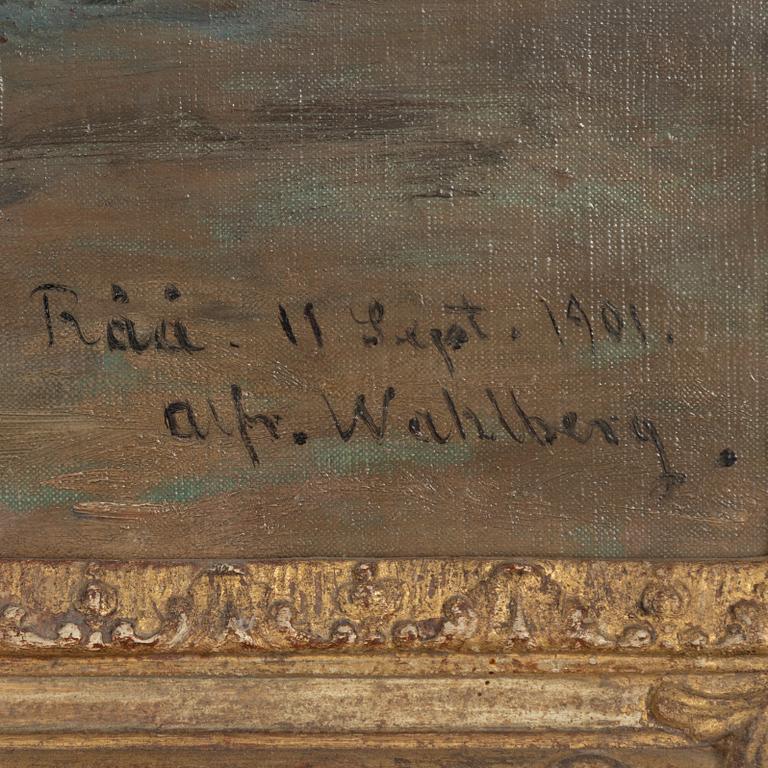 Råå. 11 Sept. 1901.
Alfr. Wahlberg.